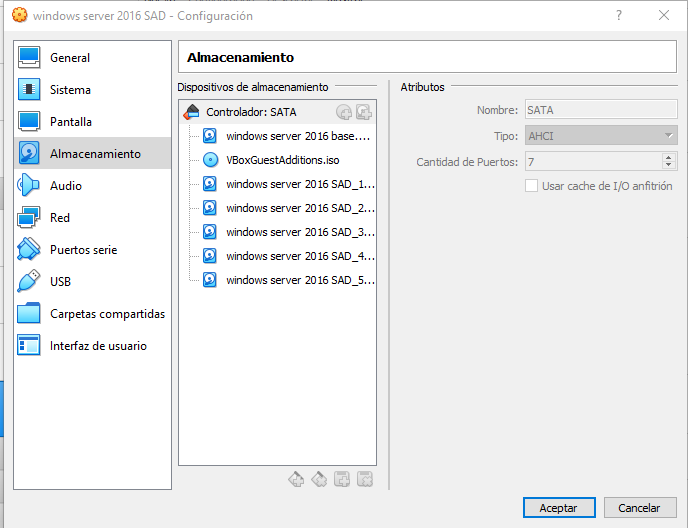 windows server 2016 SAD - Configuración
General
Sistema
Pantalla
Almacenamiento
Audio
Red
Puertos serie
USB
Carpetas compartidas
Interfaz de usuario
Almacenamiento
Dispositivos de almacenamiento
Controlador: SATA
windows server 2016 base....
VBoxGuestAdditions.iso
windows server 2016 SAD_1...
windows server 2016 SAD_2...
windows server 2016 SAD_3...
windows server 2016 SAD_4...
windows server 2016 SAD_5...
Atributos
Nombre: SATA
Tipo: AHCI
Cantidad de Puertos: 7
Usar cache de I/O anfitrión
Aceptar
Cancelar